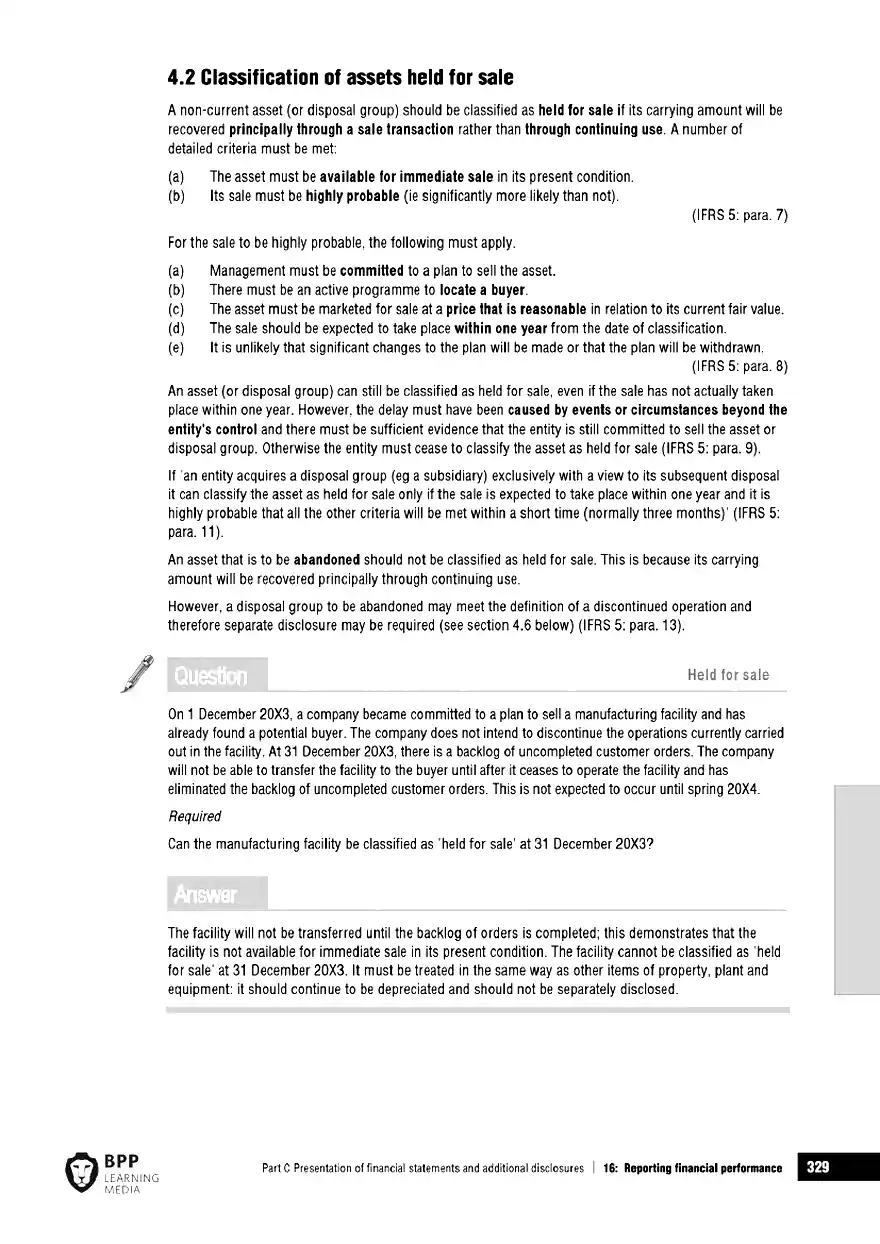 4.2 Classification of assets held for sale
A non-current asset (or disposal group) should be classified as held for sale if its carrying amount will be
recovered principally through a sale transaction rather than through continuing use. A number of
detailed criteria must be met:
(a) The asset must be available for immediate sale in its present condition.
(b) Its sale must be highly probable (ie significantly more likely than not).
(IFRS 5: para. 7)
For the sale to be highly probable, the following must apply.
(a) Management must be committed to a plan to sell the asset.
(b) There must be an active programme to locate a buyer.
(c) The asset must be marketed for sale at a price that is reasonable in relation to its current fair value.
(d) The sale should be expected to take place within one year from the date of classification.
(e) It is unlikely that significant changes to the plan will be made or that the plan will be withdrawn.
(IFRS 5: para. 8)
An asset (or disposal group) can still be classified as held for sale, even if the sale has not actually taken
place within one year. However, the delay must have been caused by events or circumstances beyond the
entity's control and there must be sufficient evidence that the entity is still committed to sell the asset or
disposal group. Otherwise the entity must cease to classify the asset as held for sale (IFRS 5: para. 9).
If 'an entity acquires a disposal group (eg a subsidiary) exclusively with a view to its subsequent disposal
it can classify the asset as held for sale only if the sale is expected to take place within one year and it is
highly probable that all the other criteria will be met within a short time (normally three months)' (IFRS 5:
para. 11).
An asset that is to be abandoned should not be classified as held for sale. This is because its carrying
amount will be recovered principally through continuing use.
However, a disposal group to be abandoned may meet the definition of a discontinued operation and
therefore separate disclosure may be required (see section 4.6 below) (IFRS 5: para. 13).
Question Held for sale
On 1 December 20X3, a company became committed to a plan to sell a manufacturing facility and has
already found a potential buyer. The company does not intend to discontinue the operations currently carried
out in the facility. At 31 December 20X3, there is a backlog of uncompleted customer orders. The company
will not be able to transfer the facility to the buyer until after it ceases to operate the facility and has
eliminated the backlog of uncompleted customer orders. This is not expected to occur until spring 20X4.
Required
Can the manufacturing facility be classified as 'held for sale' at 31 December 20X3?
Answer
The facility will not be transferred until the backlog of orders is completed; this demonstrates that the
facility is not available for immediate sale in its present condition. The facility cannot be classified as 'held
for sale' at 31 December 20X3. It must be treated in the same way as other items of property, plant and
equipment: it should continue to be depreciated and should not be separately disclosed.
BPP
LEARNING
MEDIA
Part C Presentation of financial statements and additional disclosures | 16: Reporting financial performance 329